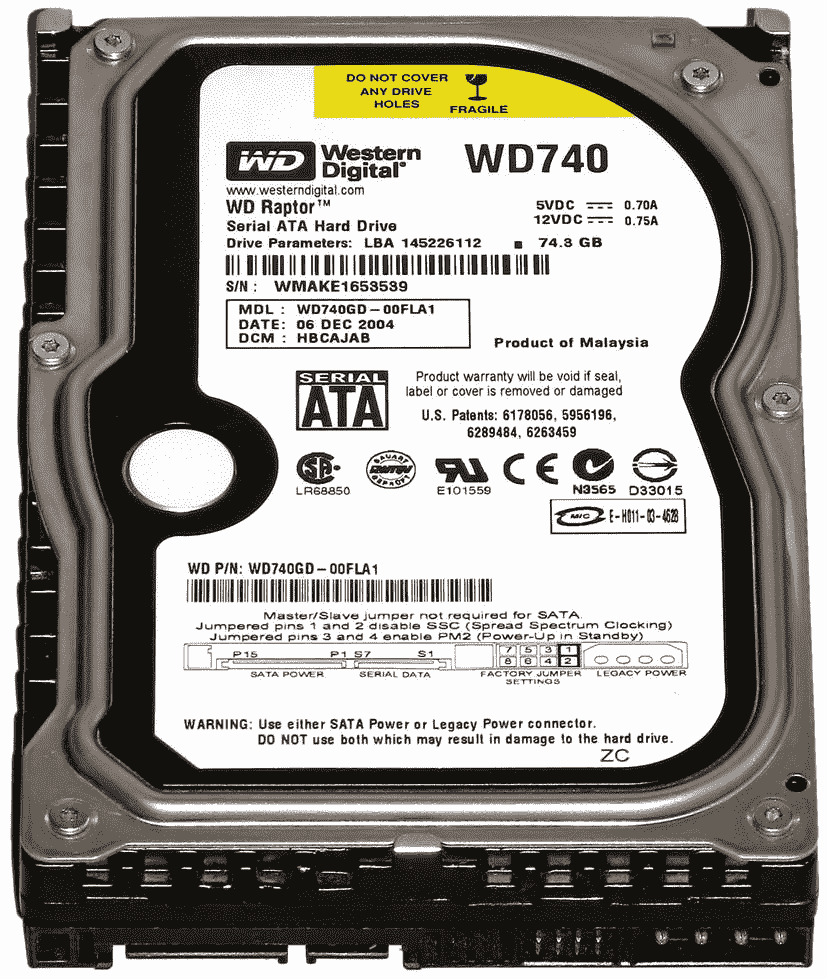 DO NOT COVER
ANY DRIVE
HOLES
FRAGILE
WD Western Digital
WD740
www.westerndigital.com
WD Raptor™
5VDC 0.70A
Serial ATA Hard Drive
12VDC 0.75A
Drive Parameters: LBA 145226112 ■ 74.3 GB
S/N : WMAKE1653539
MDL : WD740GD-00FLA1
DATE: 06 DEC 2004
DCM : HBCAJAB
Product of Malaysia
SERIAL
ATA
Product warranty will be void if seal,
label or cover is removed or damaged
U.S. Patents: 6178056, 5956196,
6289484, 6263459
LR68850
E101559
CE
N3565
D33015
MIC E-H011-03-4628
WD P/N: WD740GD-00FLA1
Master/Slave jumper not required for SATA.
Jumpered pins 1 and 2 disable SSC (Spread Spectrum Clocking)
Jumpered pins 3 and 4 enable PM2 (Power-Up in Standby)
P15 P1 S7 S1
7 5 3 1
8 6 4 2
SATA POWER
SERIAL DATA
FACTORY JUMPER
SETTINGS
LEGACY POWER
WARNING: Use either SATA Power or Legacy Power connector.
DO NOT use both which may result in damage to the hard drive.
ZC